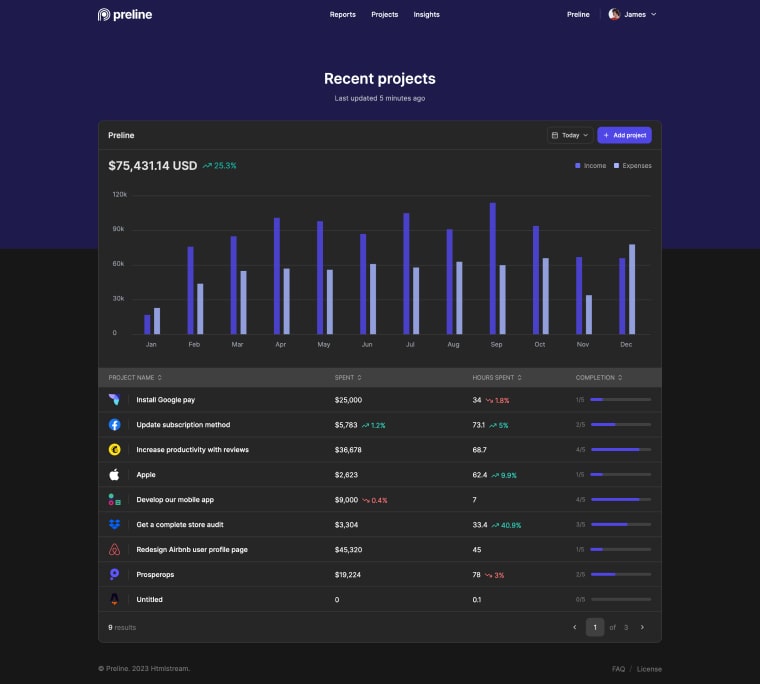 preline Reports Projects Insights Preline James
Recent projects
Last updated 5 minutes ago
Preline Today + Add project
$75,431.14 USD 25.3% Income Expenses
120k
90k
60k
30k
0
Jan Feb Mar Apr May Jun Jul Aug Sep Oct Nov Dec
PROJECT NAME SPENT HOURS SPENT COMPLETION
Install Google pay $25,000 34 1.8% 1/5
Update subscription method $5,783 1.2% 73.1 5% 2/5
Increase productivity with reviews $36,678 68.7 4/5
Apple $2,623 62.4 9.9% 1/5
Develop our mobile app $9,000 0.4% 7 4/5
Get a complete store audit $3,304 33.4 40.9% 3/5
Redesign Airbnb user profile page $45,320 45 1/5
Prosperops $19,224 78 3% 2/5
Untitled 0 0.1 0/5
9 results < 1 of 3 >
© Preline. 2023 Htmlstream. FAQ / License